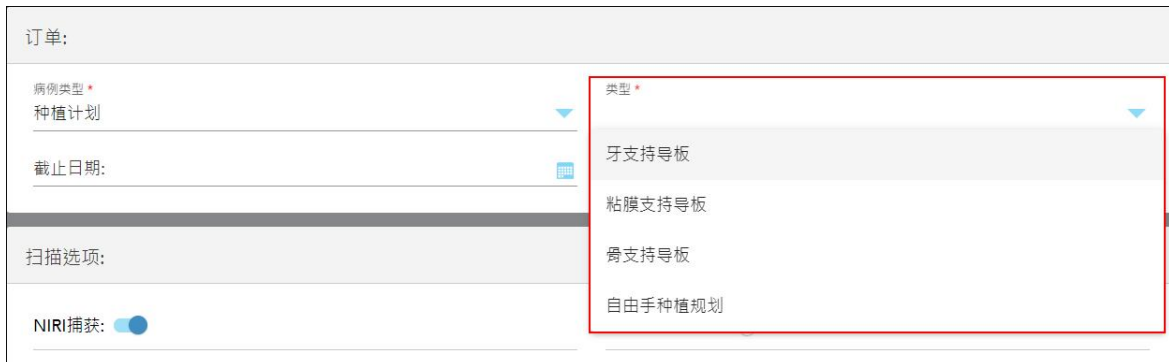 订单:
病例类型 *
种植计划
类型 *
截止日期:
牙支持导板
粘膜支持导板
骨支持导板
自由手种植规划
扫描选项:
NIRI捕获: